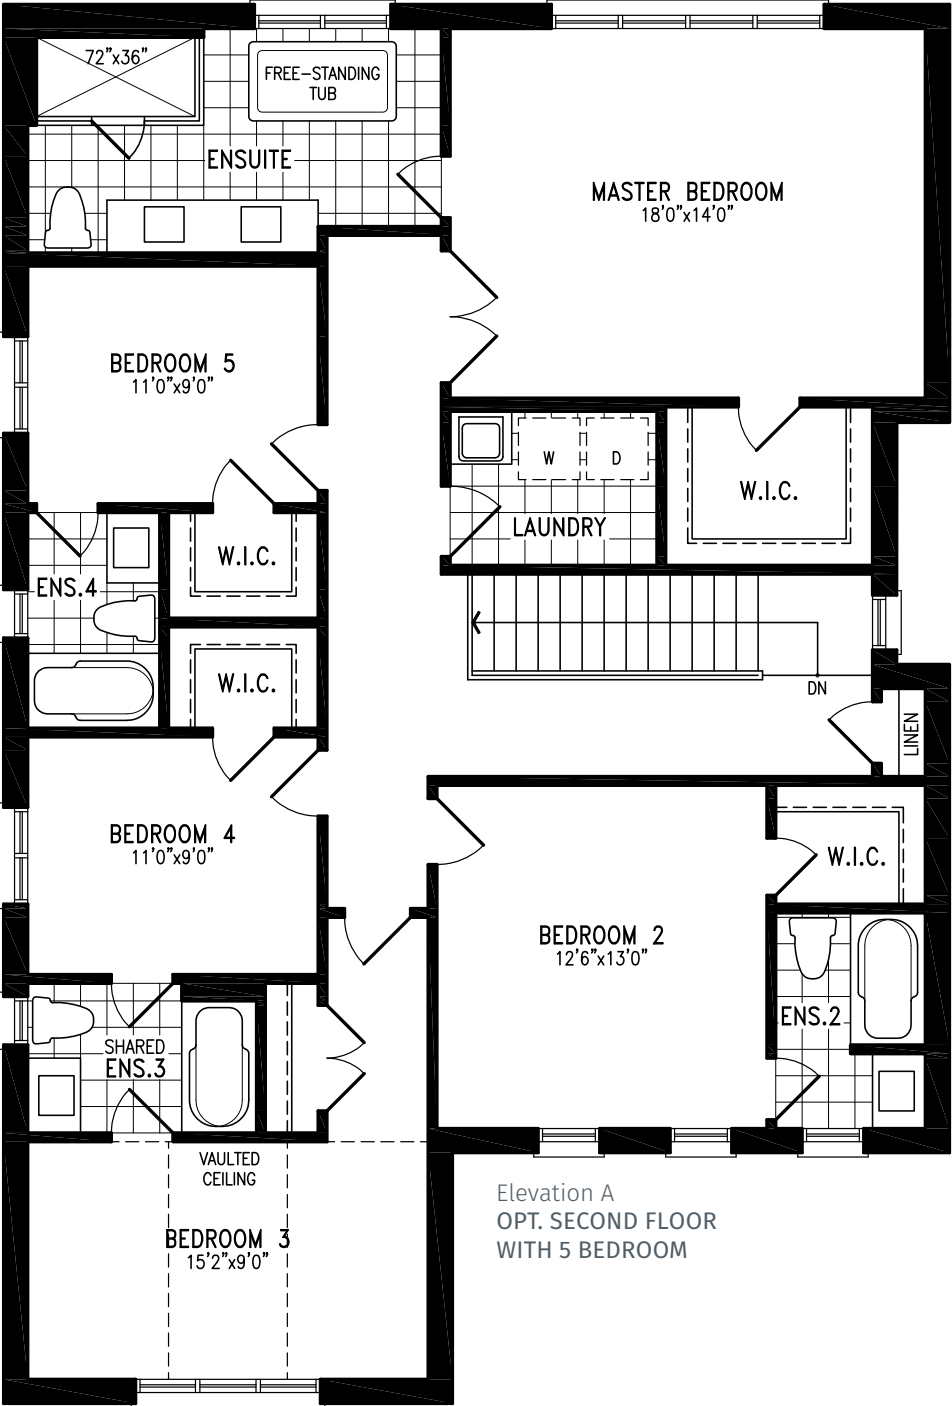 72"x36"
FREE-STANDING
TUB
ENSUITE
MASTER BEDROOM
18'0"x14'0"
BEDROOM 5
11'0"x9'0"
W
D
LAUNDRY
W.I.C.
W.I.C.
ENS.4
W.I.C.
DN
LINEN
BEDROOM 4
11'0"x9'0"
W.I.C.
BEDROOM 2
12'6"x13'0"
ENS.2
SHARED
ENS.3
VAULTED
CEILING
BEDROOM 3
15'2"x9'0"
Elevation A
OPT. SECOND FLOOR
WITH 5 BEDROOM